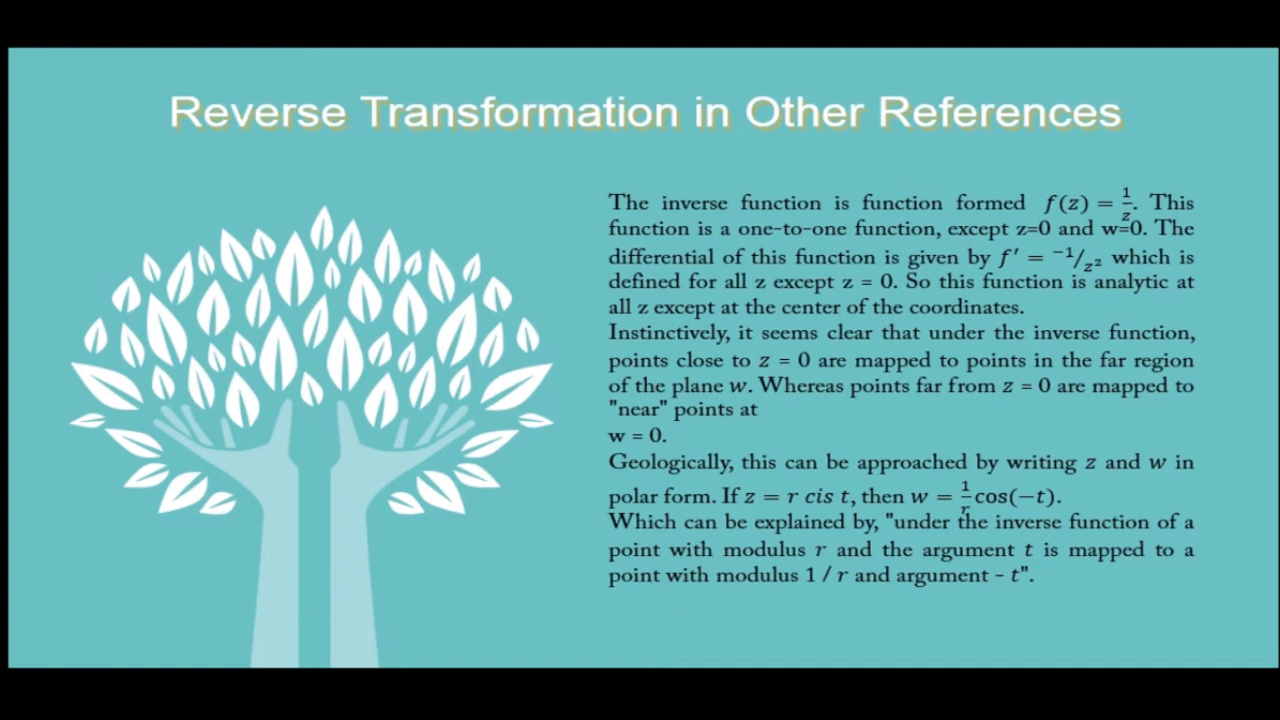 Reverse Transformation in Other References
The inverse function is function formed f(z) = 1/z. This
function is a one-to-one function, except z=0 and w=0. The
differential of this function is given by f′ = −1/z² which is
defined for all z except z = 0. So this function is analytic at
all z except at the center of the coordinates.
Instinctively, it seems clear that under the inverse function,
points close to z = 0 are mapped to points in the far region
of the plane w. Whereas points far from z = 0 are mapped to
"near" points at
w = 0.
Geologically, this can be approached by writing z and w in
polar form. If z = r cis t, then w = 1/r cos(−t).
Which can be explained by, "under the inverse function of a
point with modulus r and the argument t is mapped to a
point with modulus 1 / r and argument - t".